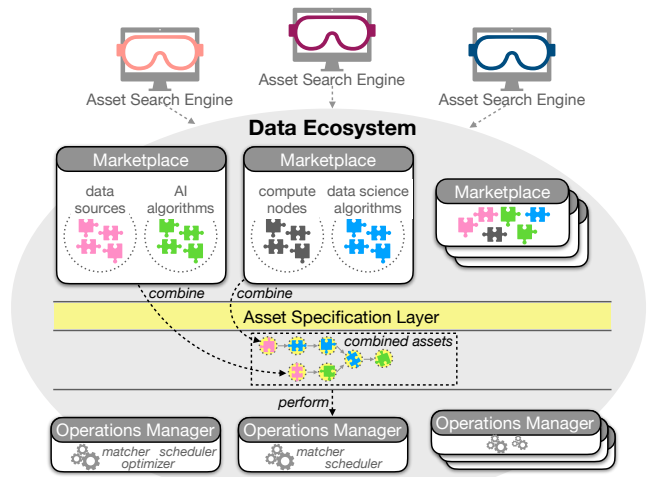 Asset Search Engine
Asset Search Engine
Asset Search Engine
Data Ecosystem
Marketplace
data
sources
AI
algorithms
Marketplace
compute
nodes
data science
algorithms
Marketplace
combine
combine
Asset Specification Layer
combined assets
perform
Operations Manager
matcher scheduler
optimizer
Operations Manager
matcher
scheduler
Operations Manager